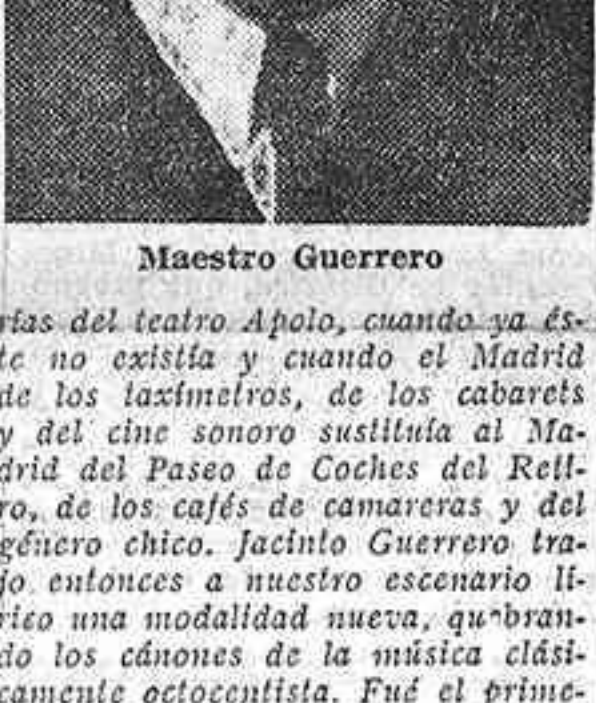 Maestro Guerrero
rías del teatro Apolo, cuando ya és-
te no existía y cuando el Madrid
de los taxímetros, de los cabarets
y del cine sonoro sustituía al Ma-
drid del Paseo de Coches del Reti-
ro, de los cafés de camareras y del
género chico. Jacinto Guerrero tra-
jo entonces a nuestro escenario lí-
rico una modalidad nueva, quebran-
do los cánones de la música clási-
camente octocentista. Fué el prime-